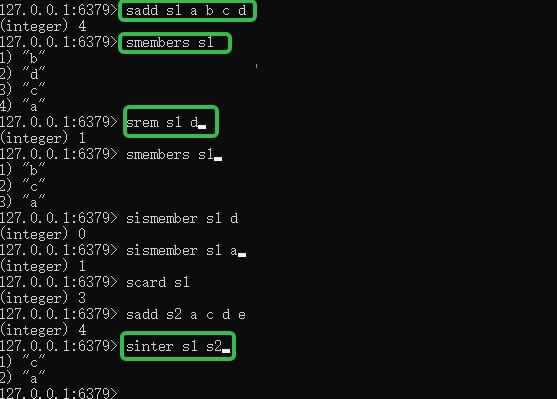 127.0.0.1:6379> sadd s1 a b c d
(integer) 4
127.0.0.1:6379> smembers s1
1) "b"
2) "d"
3) "c"
4) "a"
127.0.0.1:6379> srem s1 d
(integer) 1
127.0.0.1:6379> smembers s1
1) "b"
2) "c"
3) "a"
127.0.0.1:6379> sismember s1 d
(integer) 0
127.0.0.1:6379> sismember s1 a
(integer) 1
127.0.0.1:6379> scard s1
(integer) 3
127.0.0.1:6379> sadd s2 a c d e
(integer) 4
127.0.0.1:6379> sinter s1 s2
1) "c"
2) "a"
127.0.0.1:6379>